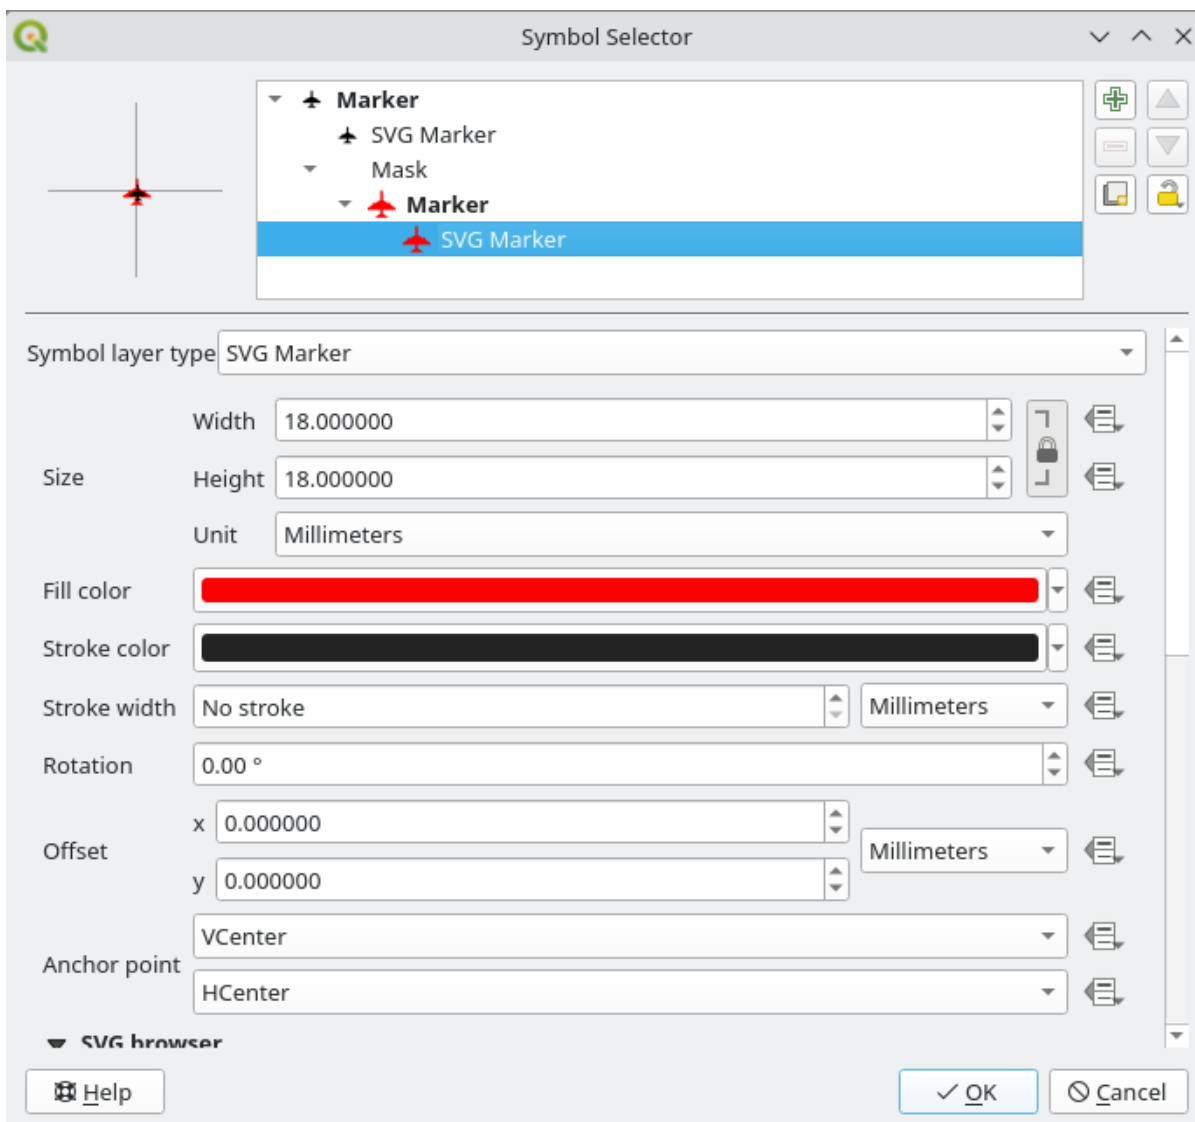 Symbol Selector
Marker
SVG Marker
Mask
Marker
SVG Marker
Symbol layer type SVG Marker
Width 18.000000
Size
Height 18.000000
Unit Millimeters
Fill color
Stroke color
Stroke width No stroke Millimeters
Rotation 0.00 °
x 0.000000
Offset Millimeters
y 0.000000
VCenter
Anchor point
HCenter
SVG browser
Help OK Cancel